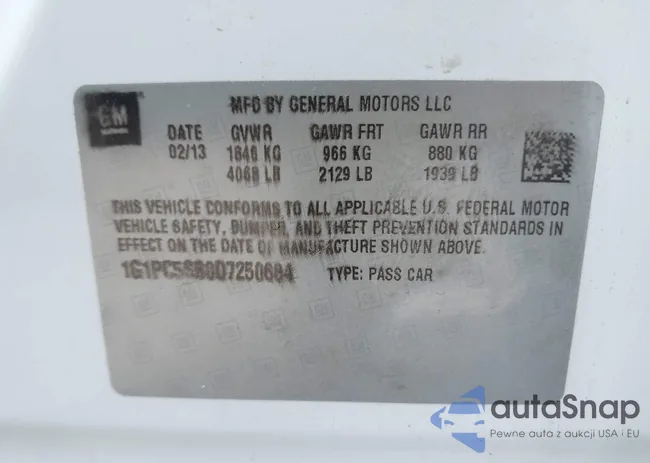 GM
MFD BY GENERAL MOTORS LLC
DATE GVWR GAWR FRT GAWR RR
02/13 1846 KG 966 KG 880 KG
4068 LB 2129 LB 1939 LB
THIS VEHICLE CONFORMS TO ALL APPLICABLE U.S. FEDERAL MOTOR
VEHICLE SAFETY, BUMPER, AND THEFT PREVENTION STANDARDS IN
EFFECT ON THE DATE OF MANUFACTURE SHOWN ABOVE.
TYPE: PASS CAR
autoSnap
Pewne auta z aukcji USA i EU